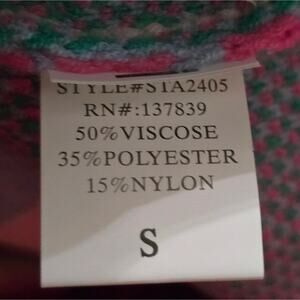 STYLE#STA2405
RN#:137839
50%VISCOSE
35%POLYESTER
15%NYLON
S